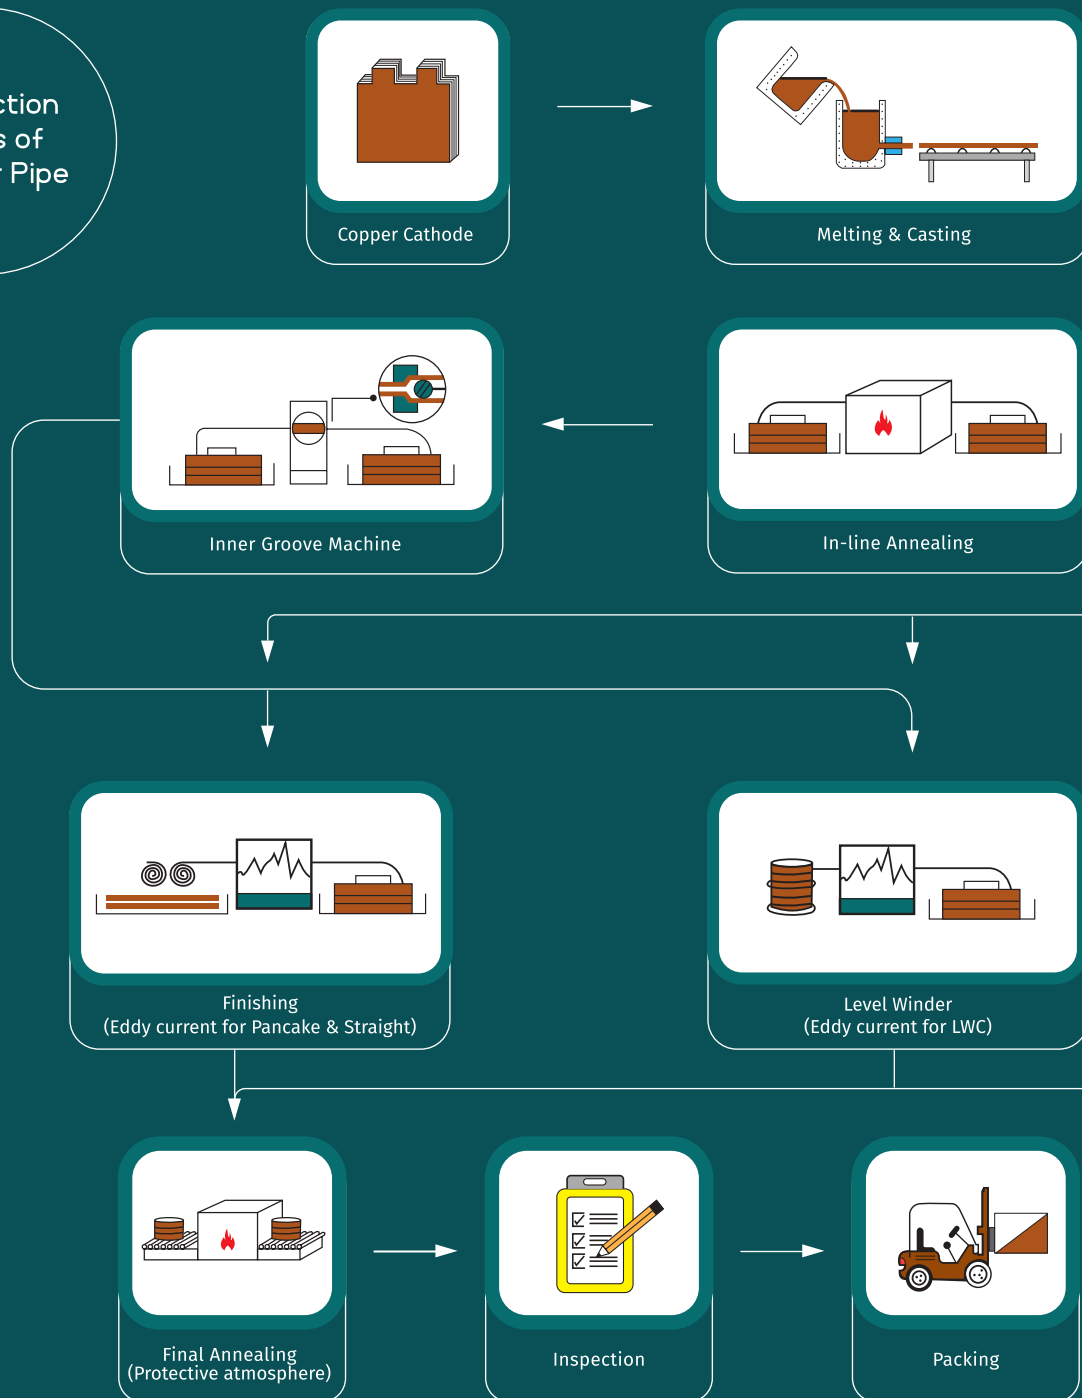 ction
s of
r Pipe
Copper Cathode
Melting & Casting
Inner Groove Machine
In-line Annealing
Finishing
(Eddy current for Pancake & Straight)
Level Winder
(Eddy current for LWC)
Final Annealing
(Protective atmosphere)
Inspection
Packing